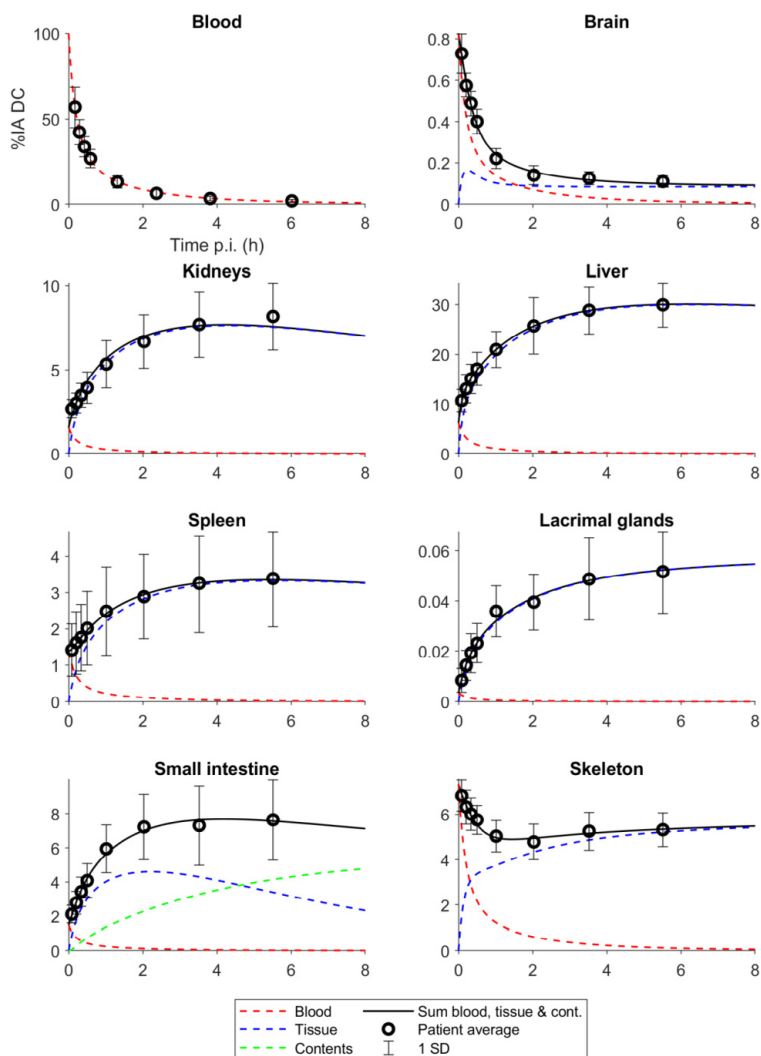 Blood
Brain
100
50
0
%IA DC
0 2 4 6 8
Time p.i. (h)
0.8
0.6
0.4
0.2
0
0 2 4 6 8
Kidneys
Liver
10
5
0
0 2 4 6 8
30
20
10
0
0 2 4 6 8
Spleen
Lacrimal glands
4
3
2
1
0
0 2 4 6 8
0.06
0.04
0.02
0
0 2 4 6 8
Small intestine
Skeleton
8
6
4
2
0
0 2 4 6 8
6
4
2
0
0 2 4 6 8
Blood
Tissue
Contents
Sum blood, tissue & cont.
Patient average
1 SD